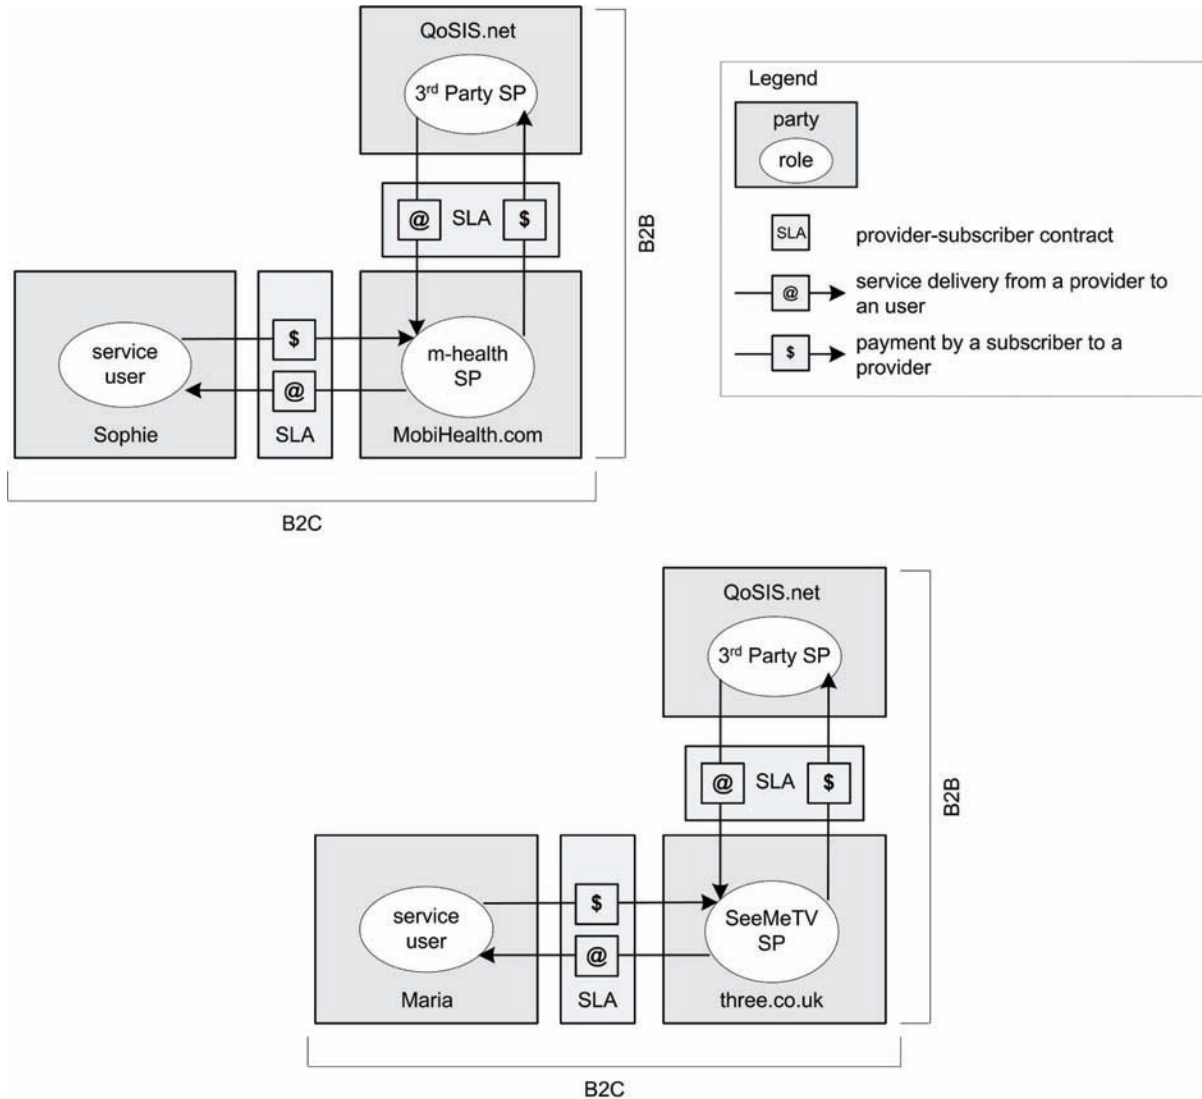 QoSIS.net
3rd Party SP
@
SLA
$
B2B
service
user
Sophie
$
@
SLA
m-health
SP
MobiHealth.com
B2C
Legend
party
role
SLA
provider-subscriber contract
@
service delivery from a provider to
an user
$
payment by a subscriber to a
provider
QoSIS.net
3rd Party SP
@
SLA
$
B2B
service
user
Maria
$
@
SLA
SeeMeTV
SP
three.co.uk
B2C